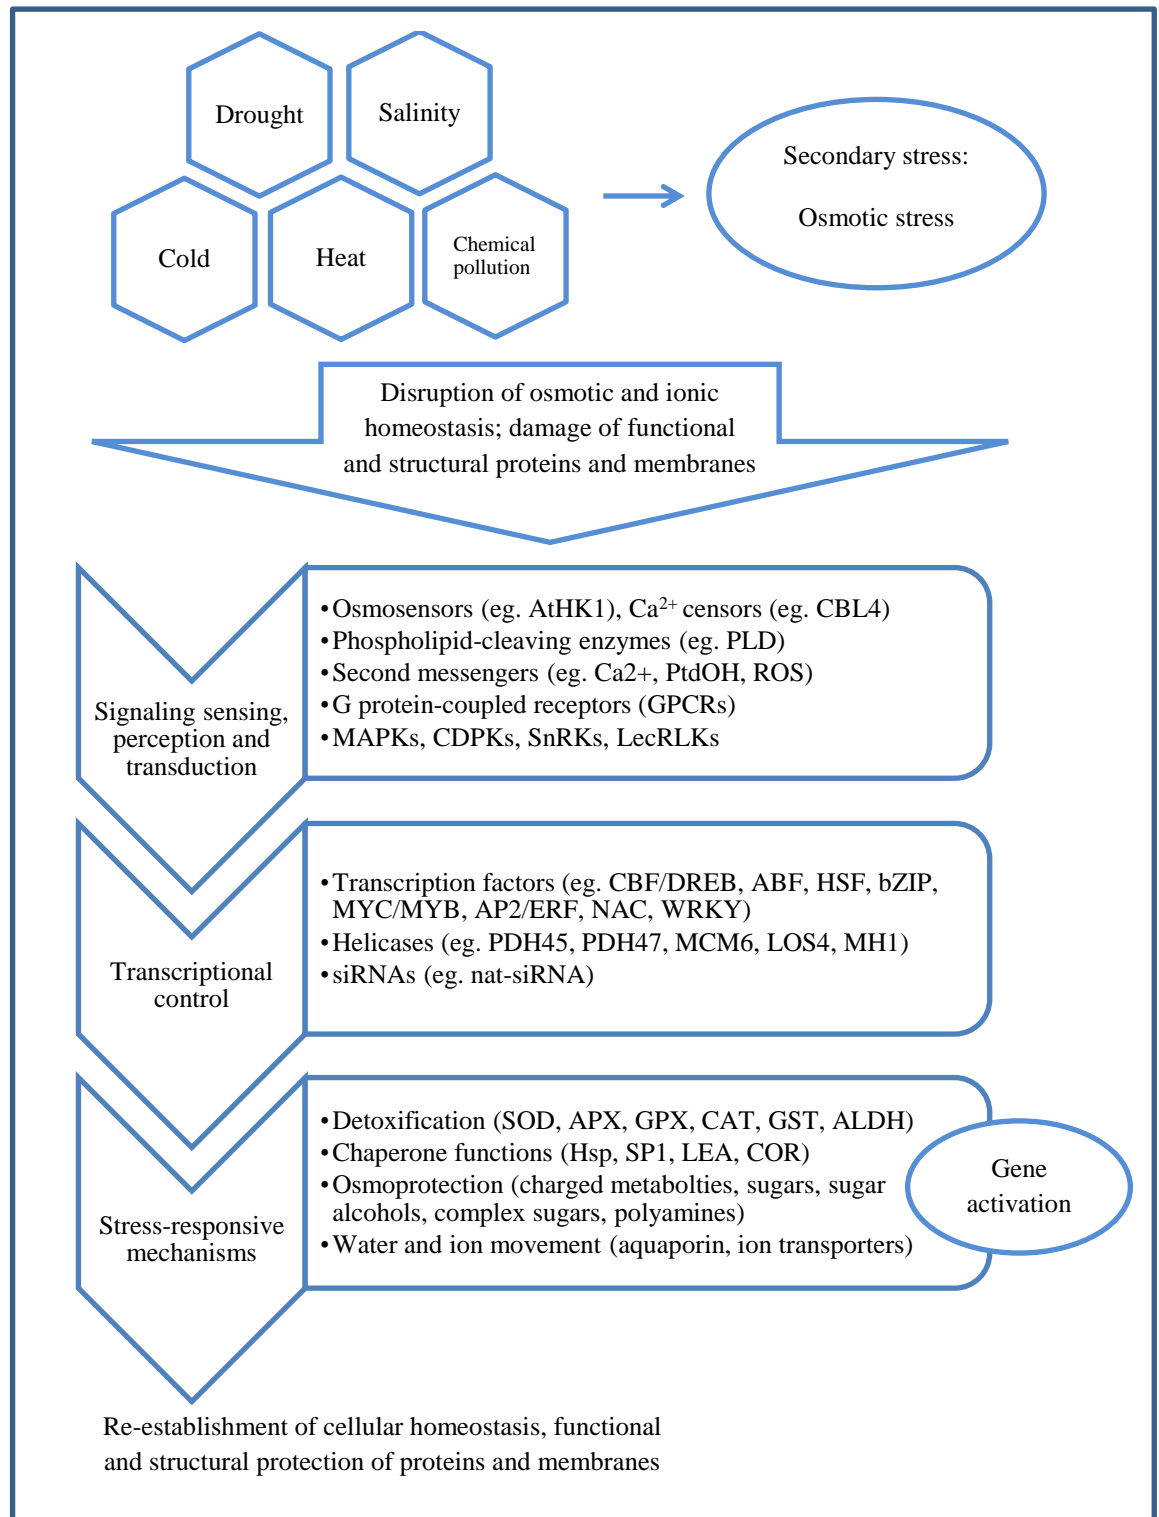 Drought
Salinity
Cold
Heat
Chemical
pollution
Secondary stress:
Osmotic stress
Disruption of osmotic and ionic
homeostasis; damage of functional
and structural proteins and membranes
Signaling sensing,
perception and
transduction
•Osmosensors (eg. AtHK1), Ca²⁺ censors (eg. CBL4)
•Phospholipid-cleaving enzymes (eg. PLD)
•Second messengers (eg. Ca2+, PtdOH, ROS)
•G protein-coupled receptors (GPCRs)
•MAPKs, CDPKs, SnRKs, LecRLKs
Transcriptional
control
•Transcription factors (eg. CBF/DREB, ABF, HSF, bZIP,
MYC/MYB, AP2/ERF, NAC, WRKY)
•Helicases (eg. PDH45, PDH47, MCM6, LOS4, MH1)
•siRNAs (eg. nat-siRNA)
Stress-responsive
mechanisms
•Detoxification (SOD, APX, GPX, CAT, GST, ALDH)
•Chaperone functions (Hsp, SP1, LEA, COR)
•Osmoprotection (charged metabolties, sugars, sugar
alcohols, complex sugars, polyamines)
•Water and ion movement (aquaporin, ion transporters)
Gene
activation
Re-establishment of cellular homeostasis, functional
and structural protection of proteins and membranes